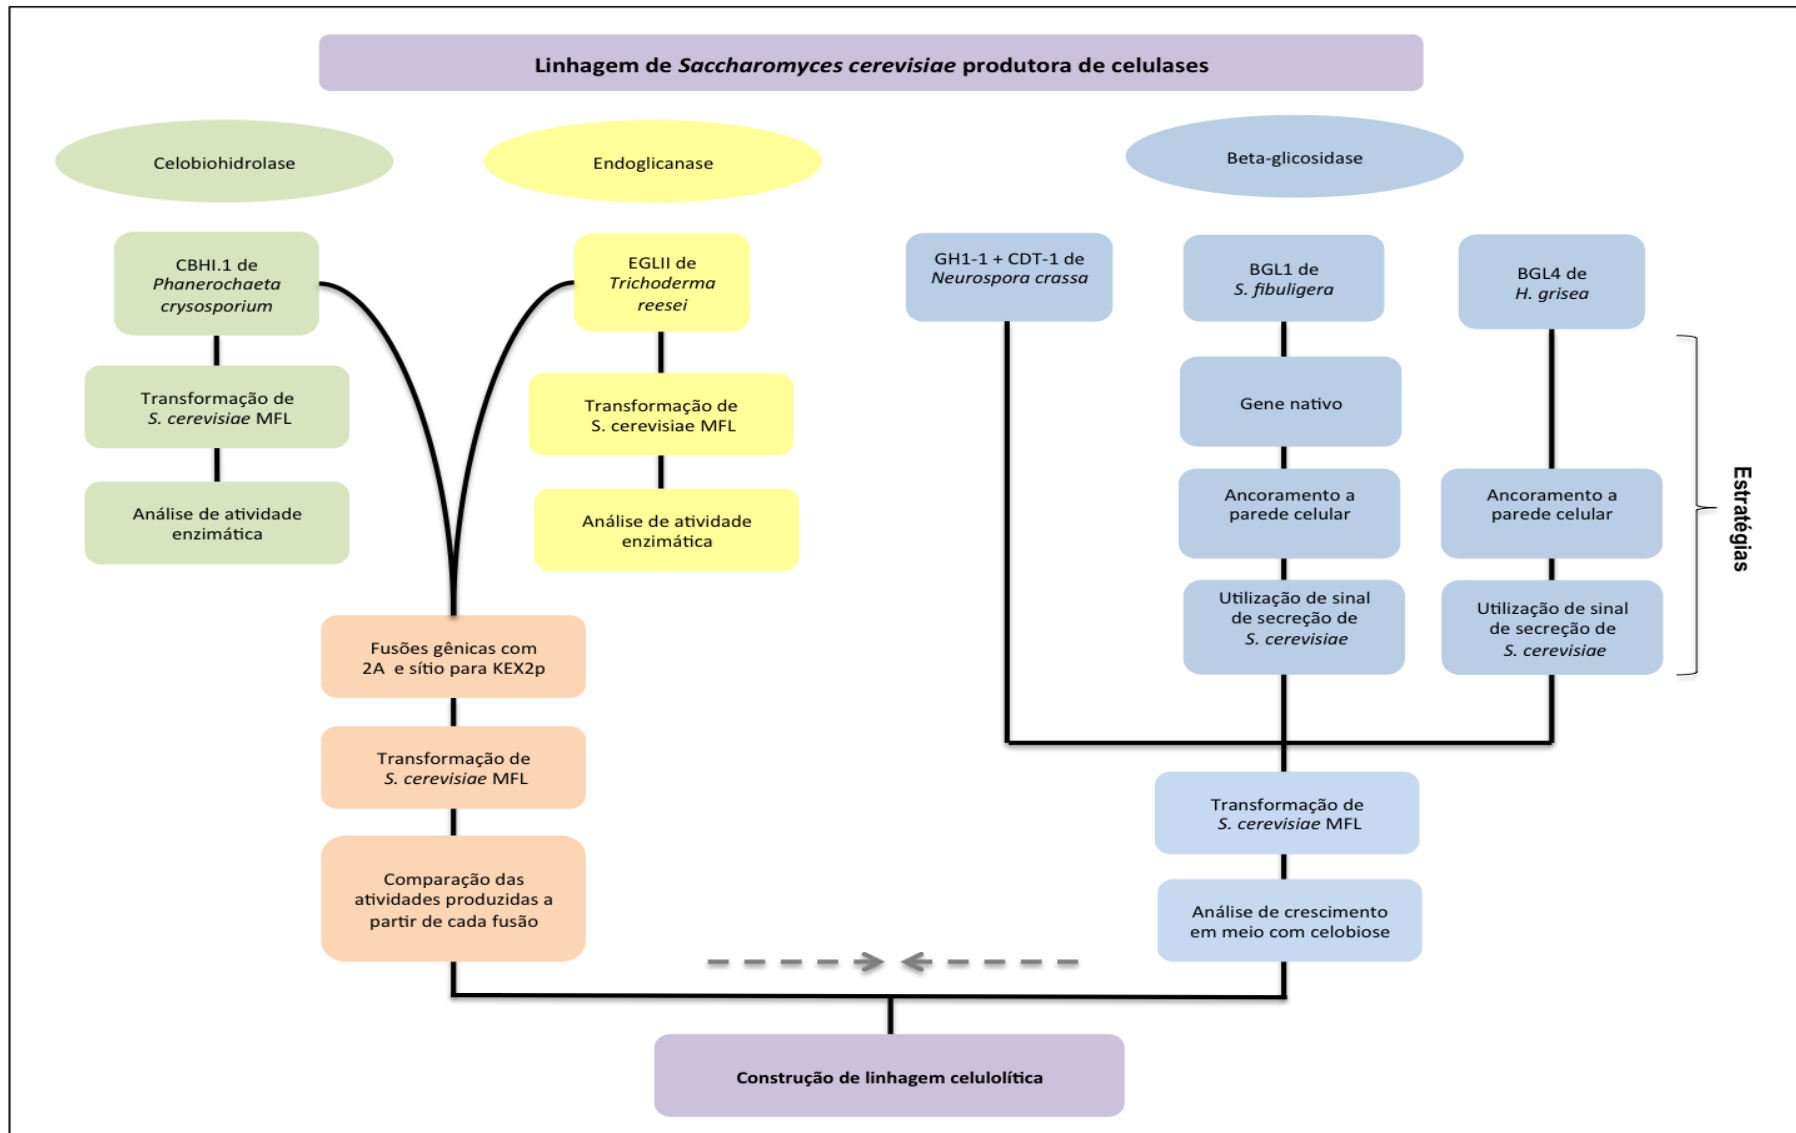 Linhagem de Saccharomyces cerevisiae produtora de celulases
Celobiohidrolase
Endoglicanase
Beta-glicosidase
CBHI.1 de
Phanerochaeta
crysosporium
Transformação de
S. cerevisiae MFL
Análise de atividade
enzimática
EGLII de
Trichoderma
reesei
Transformação de
S. cerevisiae MFL
Análise de atividade
enzimática
Fusões gênicas com
2A e sítio para KEX2p
Transformação de
S. cerevisiae MFL
Comparação das
atividades produzidas a
partir de cada fusão
GH1-1 + CDT-1 de
Neurospora crassa
BGL1 de
S. fibuligera
Gene nativo
Ancoramento a
parede celular
Utilização de sinal
de secreção de
S. cerevisiae
BGL4 de
H. grisea
Ancoramento a
parede celular
Utilização de sinal
de secreção de
S. cerevisiae
Estratégias
Transformação de
S. cerevisiae MFL
Análise de crescimento
em meio com celobiose
Construção de linhagem celulolítica